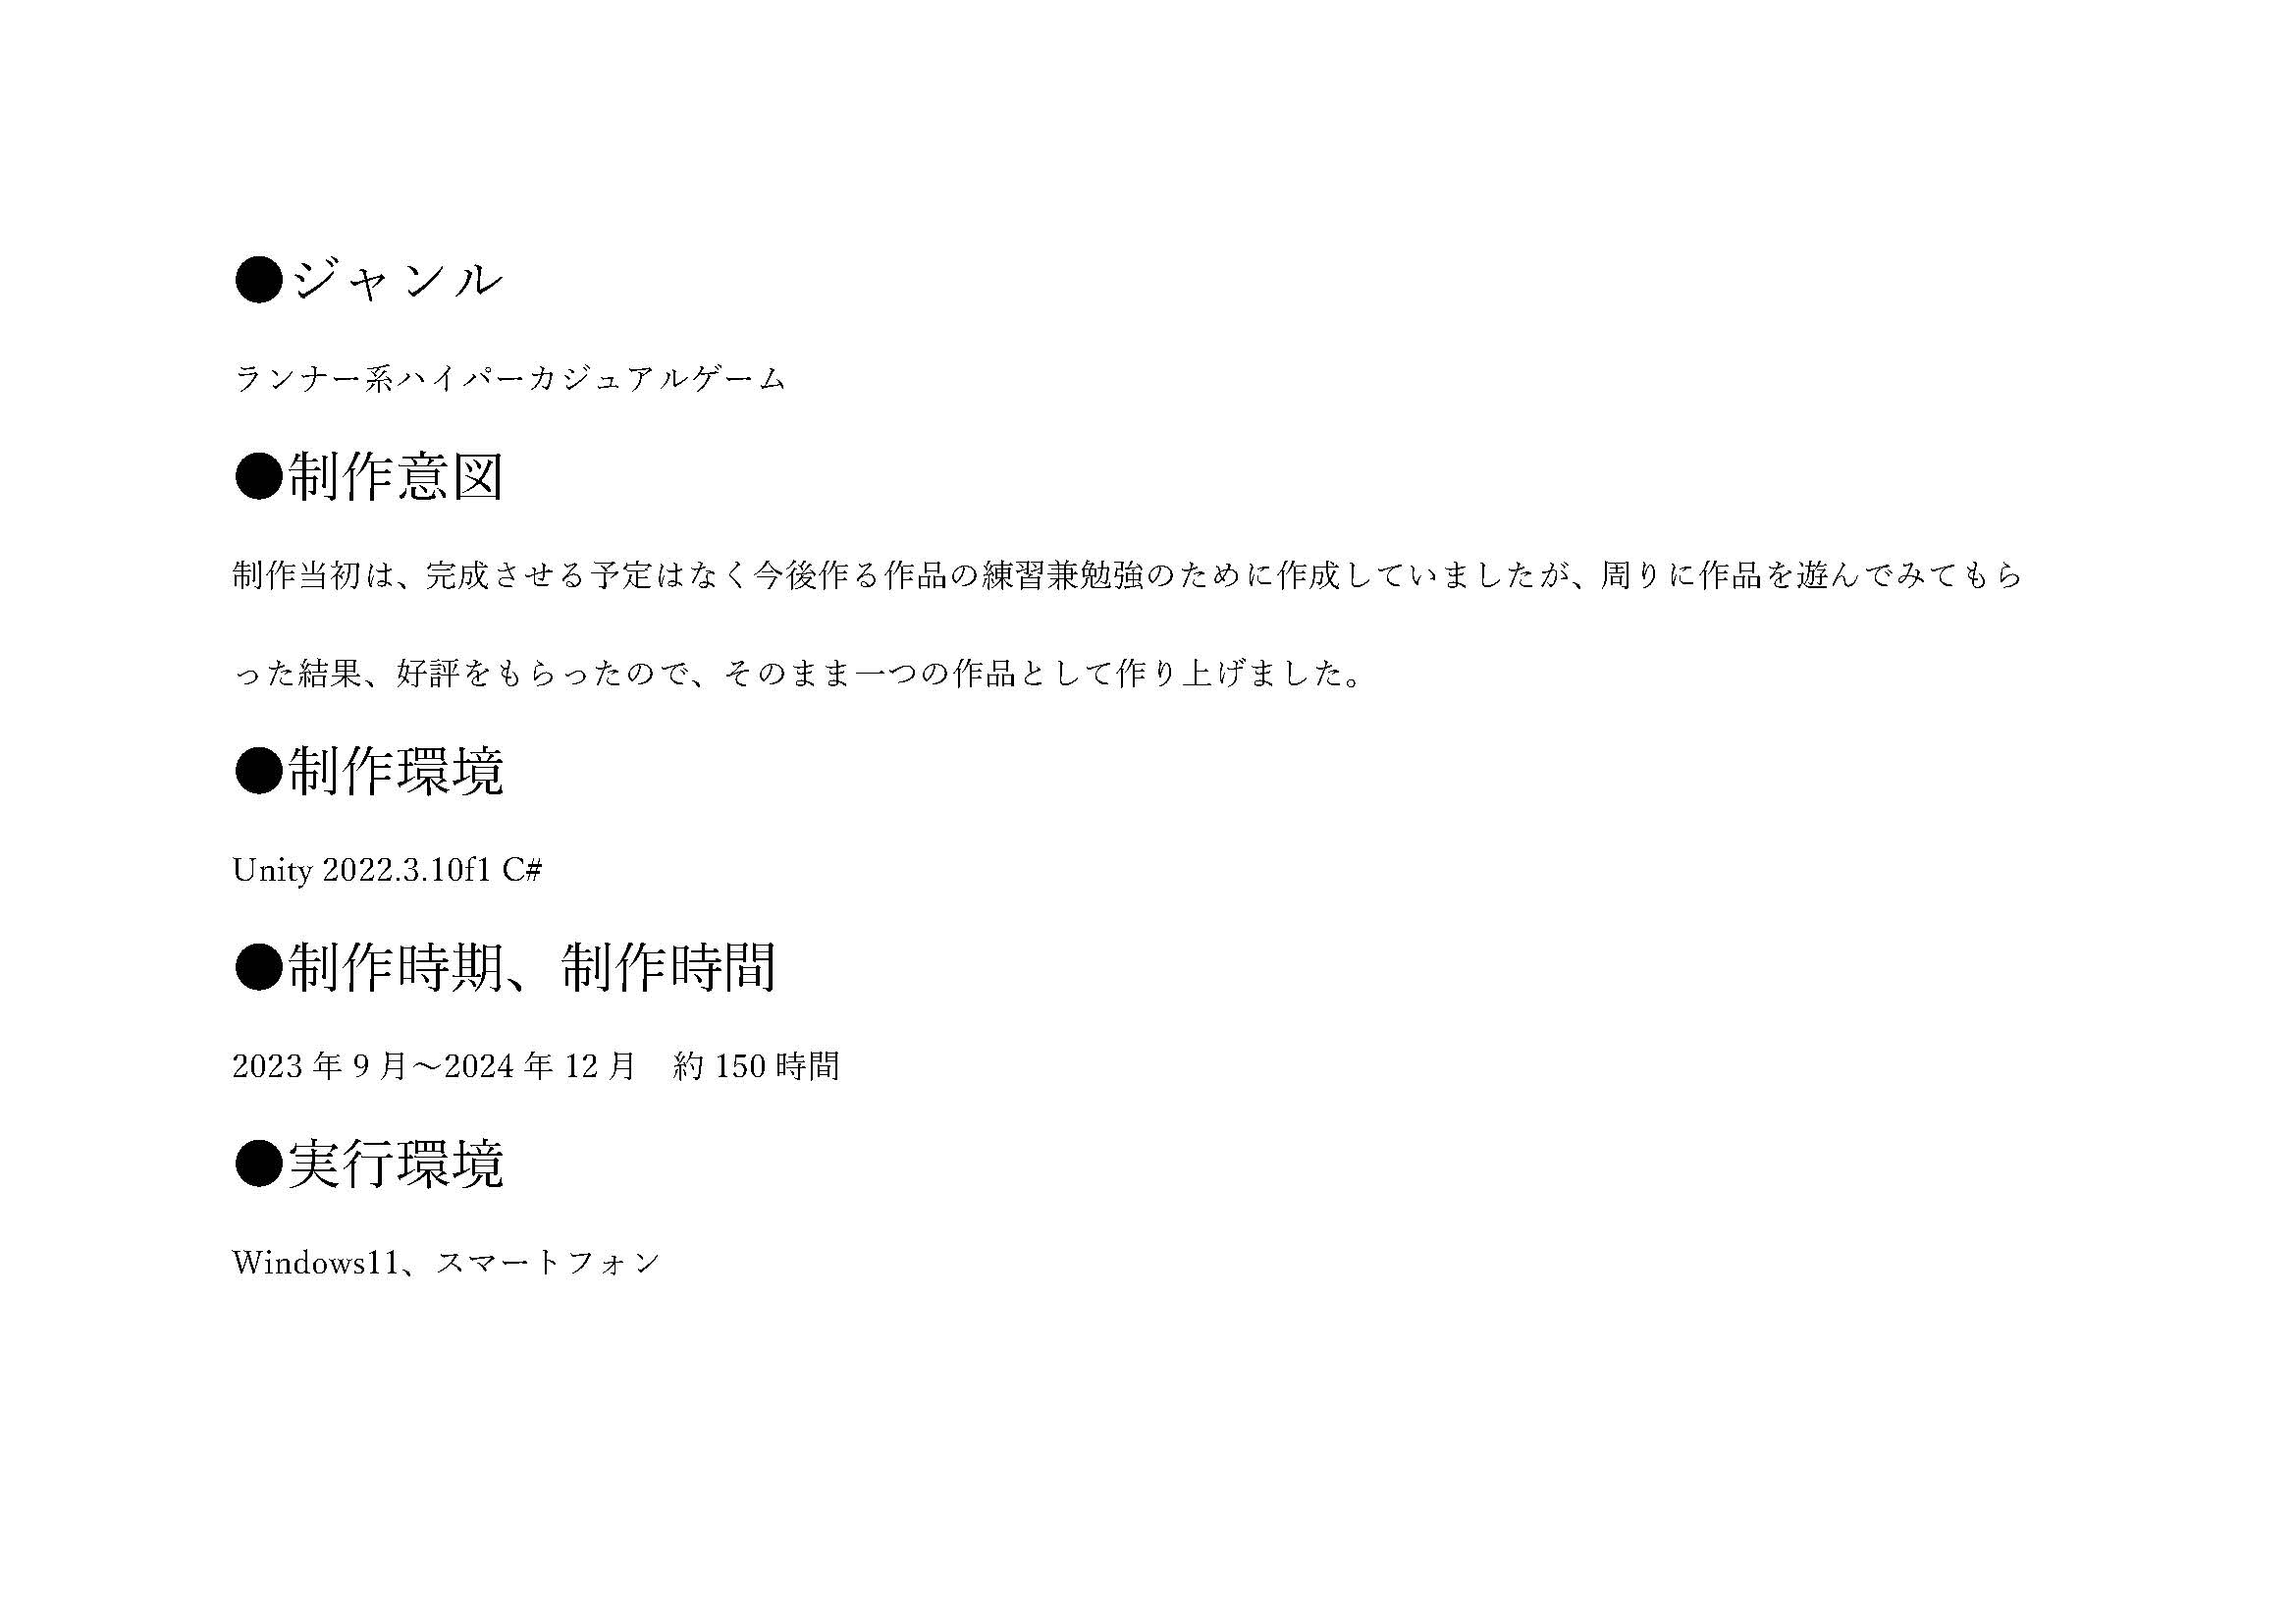 ●ジャンル
ランナー系ハイパーカジュアルゲーム
●制作意図
制作当初は、完成させる予定はなく今後作る作品の練習兼勉強のために作成していましたが、周りに作品を遊んでみてもら
った結果、好評をもらったので、そのまま一つの作品として作り上げました。
●制作環境
Unity 2022.3.10f1 C#
●制作時期、制作時間
2023 年 9 月～2024 年 12 月　約 150 時間
●実行環境
Windows11、スマートフォン